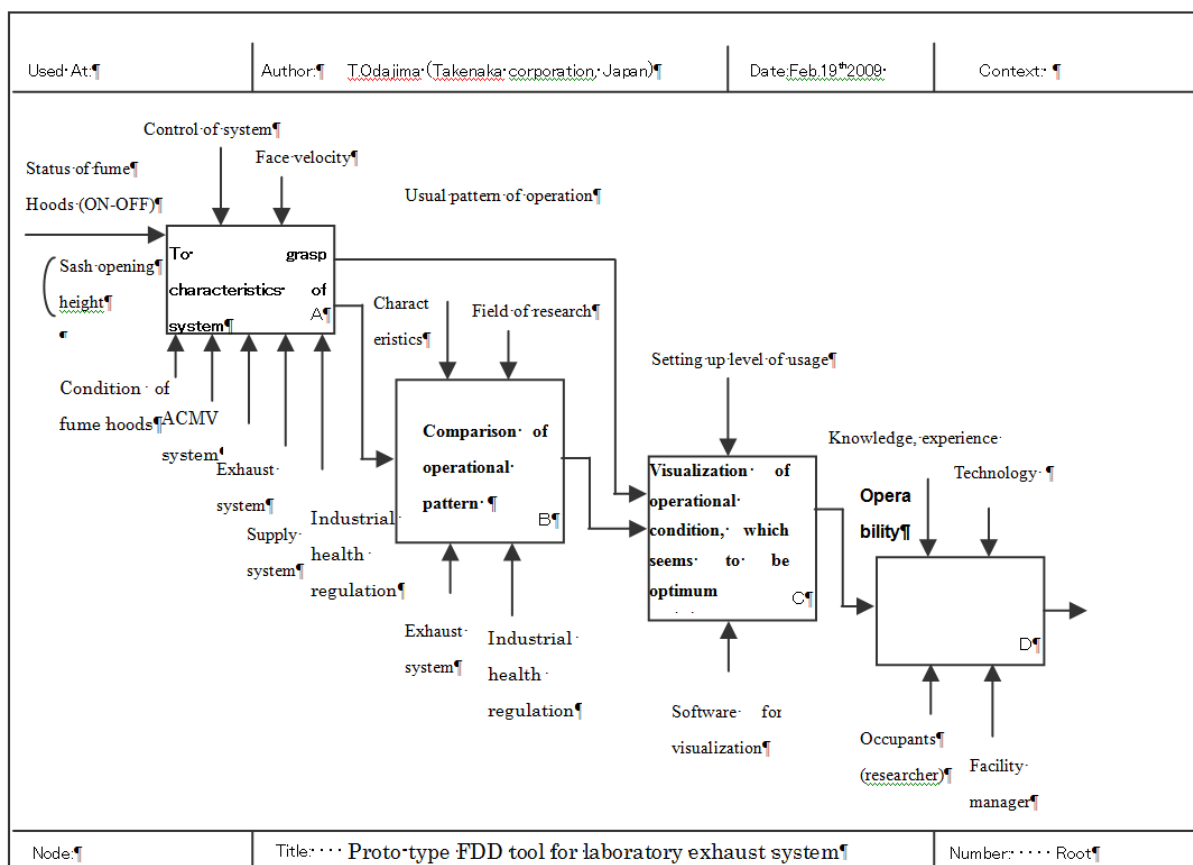 Used At:¶
Author:¶ T.Odajima (Takenaka corporation, Japan)¶
Date:Feb.19th2009
Context: ¶
Control of system¶
Face velocity¶
Status of fume¶
Hoods (ON-OFF)¶
Usual pattern of operation¶
To grasp
characteristics of
system¶
A¶
Sash opening¶
height¶
¶
Condition of
fume hoods¶
ACMV
system¶
Exhaust
system¶
Supply
system¶
Industrial
health
regulation¶
Charact
eristics¶
Field of research¶
Comparison of
operational
pattern ¶
B¶
Exhaust
system¶
Industrial
health
regulation¶
Setting up level of usage¶
Visualization of
operational
condition, which
seems to be
optimum
C¶
Software for
visualization¶
Knowledge, experience
Technology ¶
Opera
bility¶
D¶
Occupants¶
(researcher)¶
Facility
manager¶
Node:¶
Title: Proto-type FDD tool for laboratory exhaust system¶
Number: Root¶